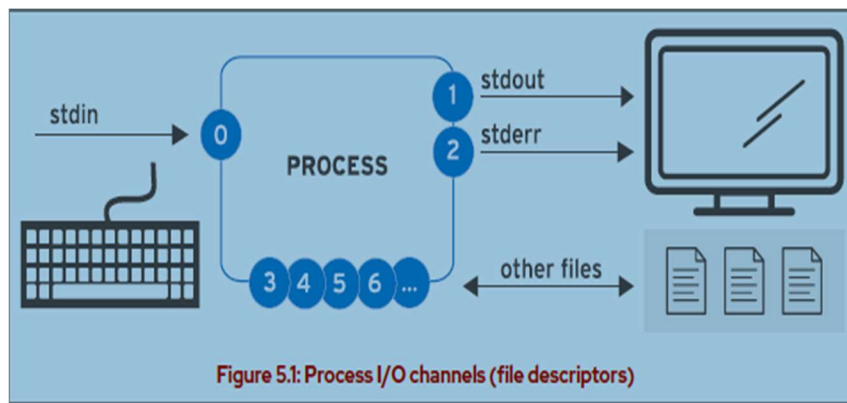 stdin
0
PROCESS
1
stdout
2
stderr
3 4 5 6 ...
other files
Figure 5.1: Process I/O channels (file descriptors)